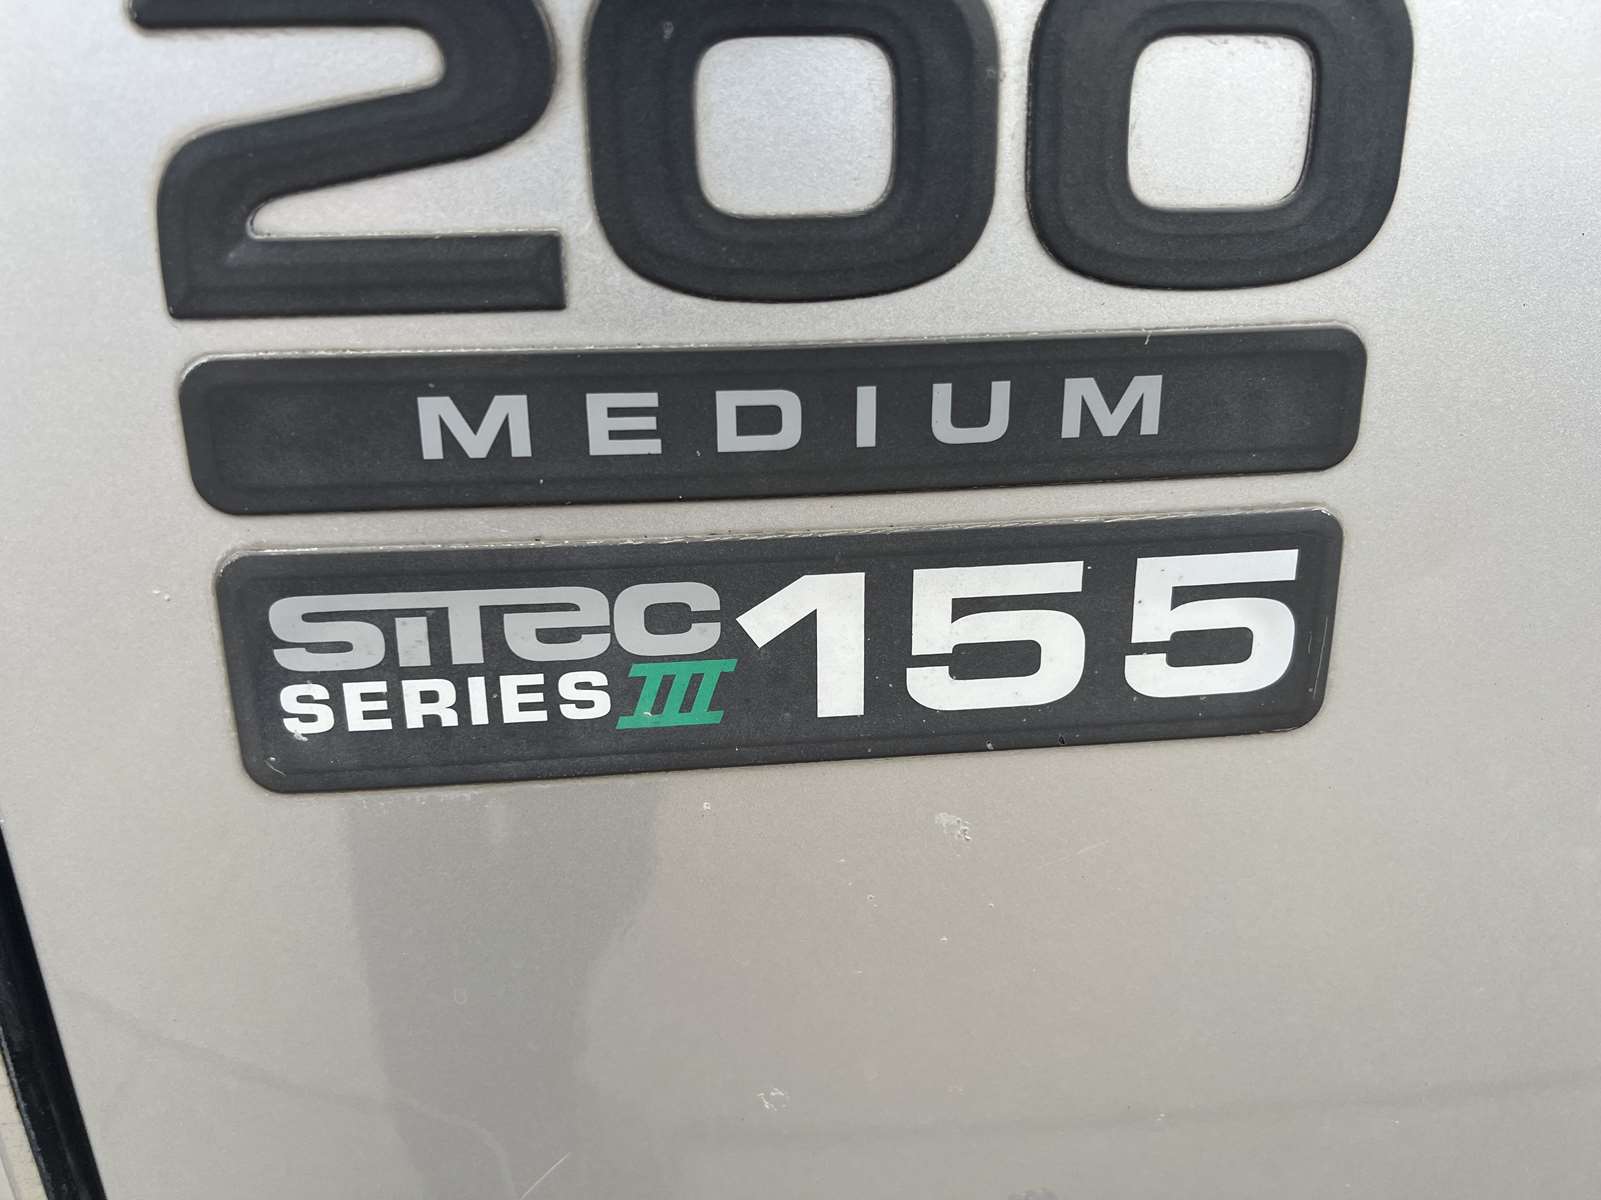 200
MEDIUM
SITEC 155
SERIES III